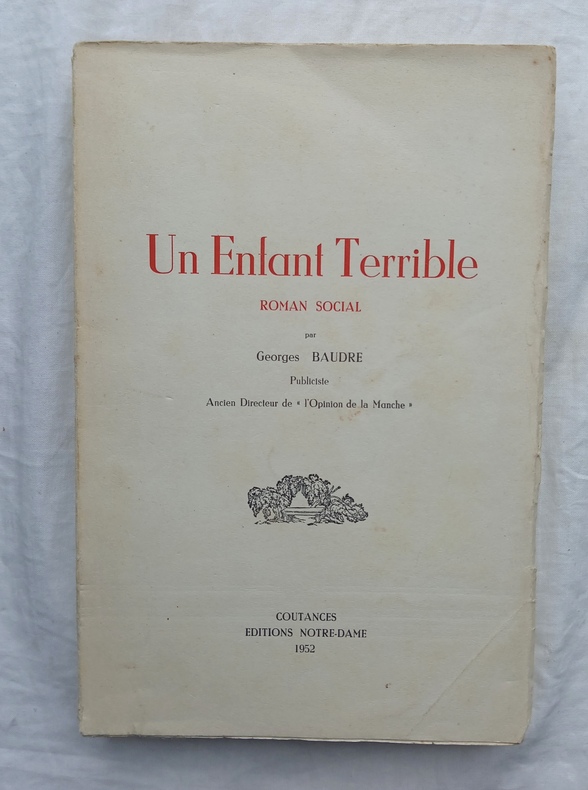 Un Enfant Terrible
ROMAN SOCIAL
par
Georges BAUDRE
Publiciste
Ancien Directeur de « l'Opinion de la Manche »
COUTANCES
EDITIONS NOTRE-DAME
1952